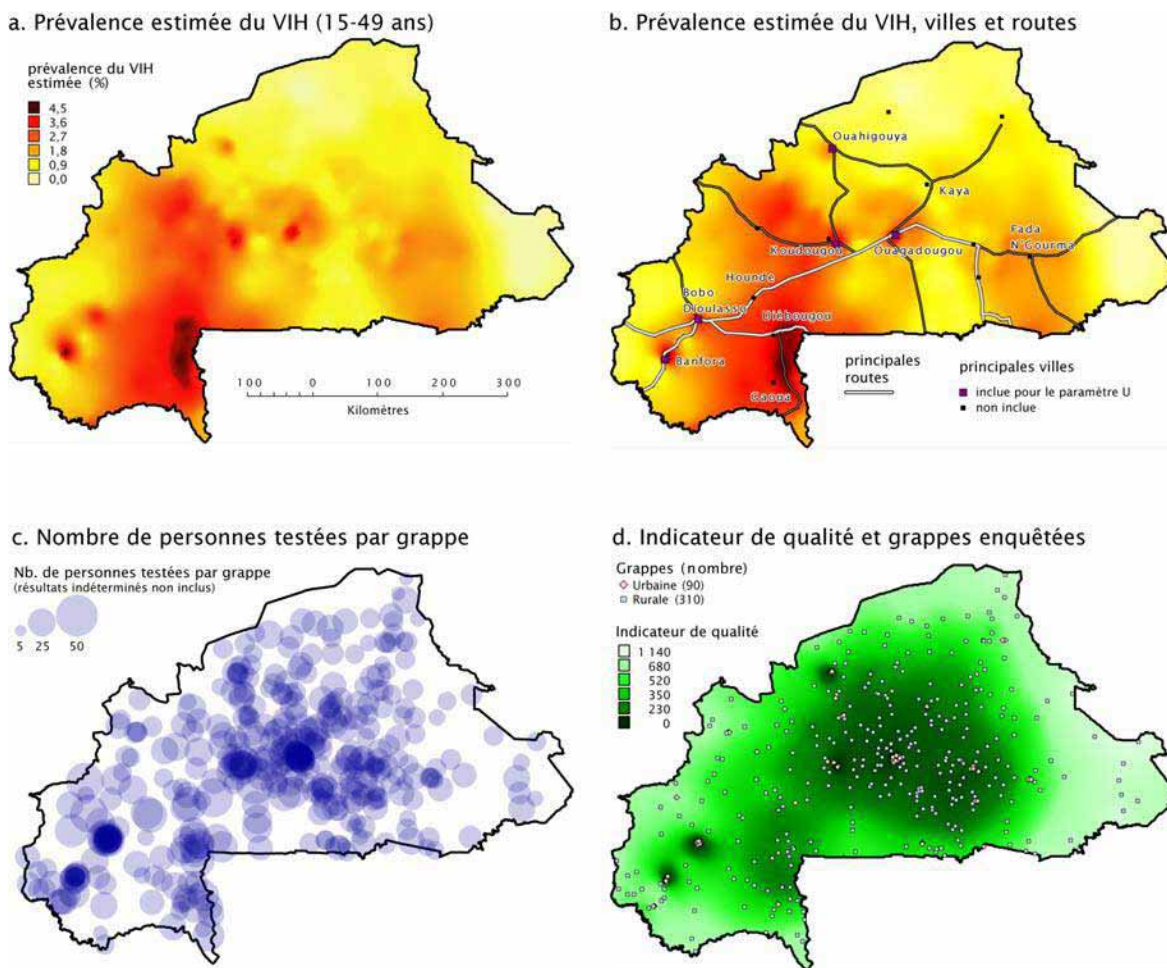 a. Prévalence estimée du VIH (15-49 ans)
prévalence du VIH
estimée (%)
4,5
3,6
2,7
1,8
0,9
0,0
100 0 100 200 300
Kilomètres
b. Prévalence estimée du VIH, villes et routes
Ouahigouya
Kaya
Koudougou
Ouagadougou
Fada
N'Gourma
Houndé
Bobo
Dioulasso
Diébougou
Banfora
Gaoua
principales
routes
principales villes
inclue pour le paramètre U
non inclue
c. Nombre de personnes testées par grappe
Nb. de personnes testées par grappe
(résultats indéterminés non inclus)
5 25 50
d. Indicateur de qualité et grappes enquêtées
Grappes (nombre)
Urbaine (90)
Rurale (310)
Indicateur de qualité
1 140
680
520
350
230
0